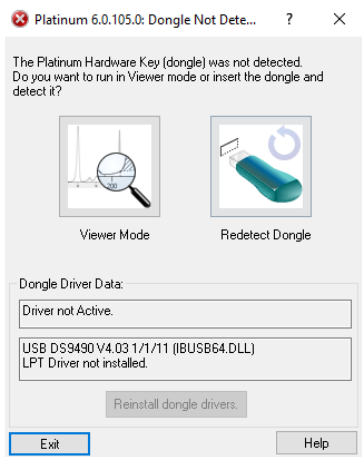 Platinum 6.0.105.0: Dongle Not Dete...
The Platinum Hardware Key (dongle) was not detected.
Do you want to run in Viewer mode or insert the dongle and
detect it?
200
Viewer Mode
Redetect Dongle
Dongle Driver Data:
Driver not Active.
USB DS9490 V4.03 1/1/11 (IBUSB64.DLL)
LPT Driver not installed.
Reinstall dongle drivers.
Exit
Help